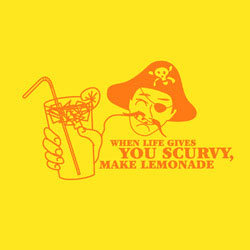 WHEN LIFE GIVES
YOU SCURVY,
MAKE LEMONADE